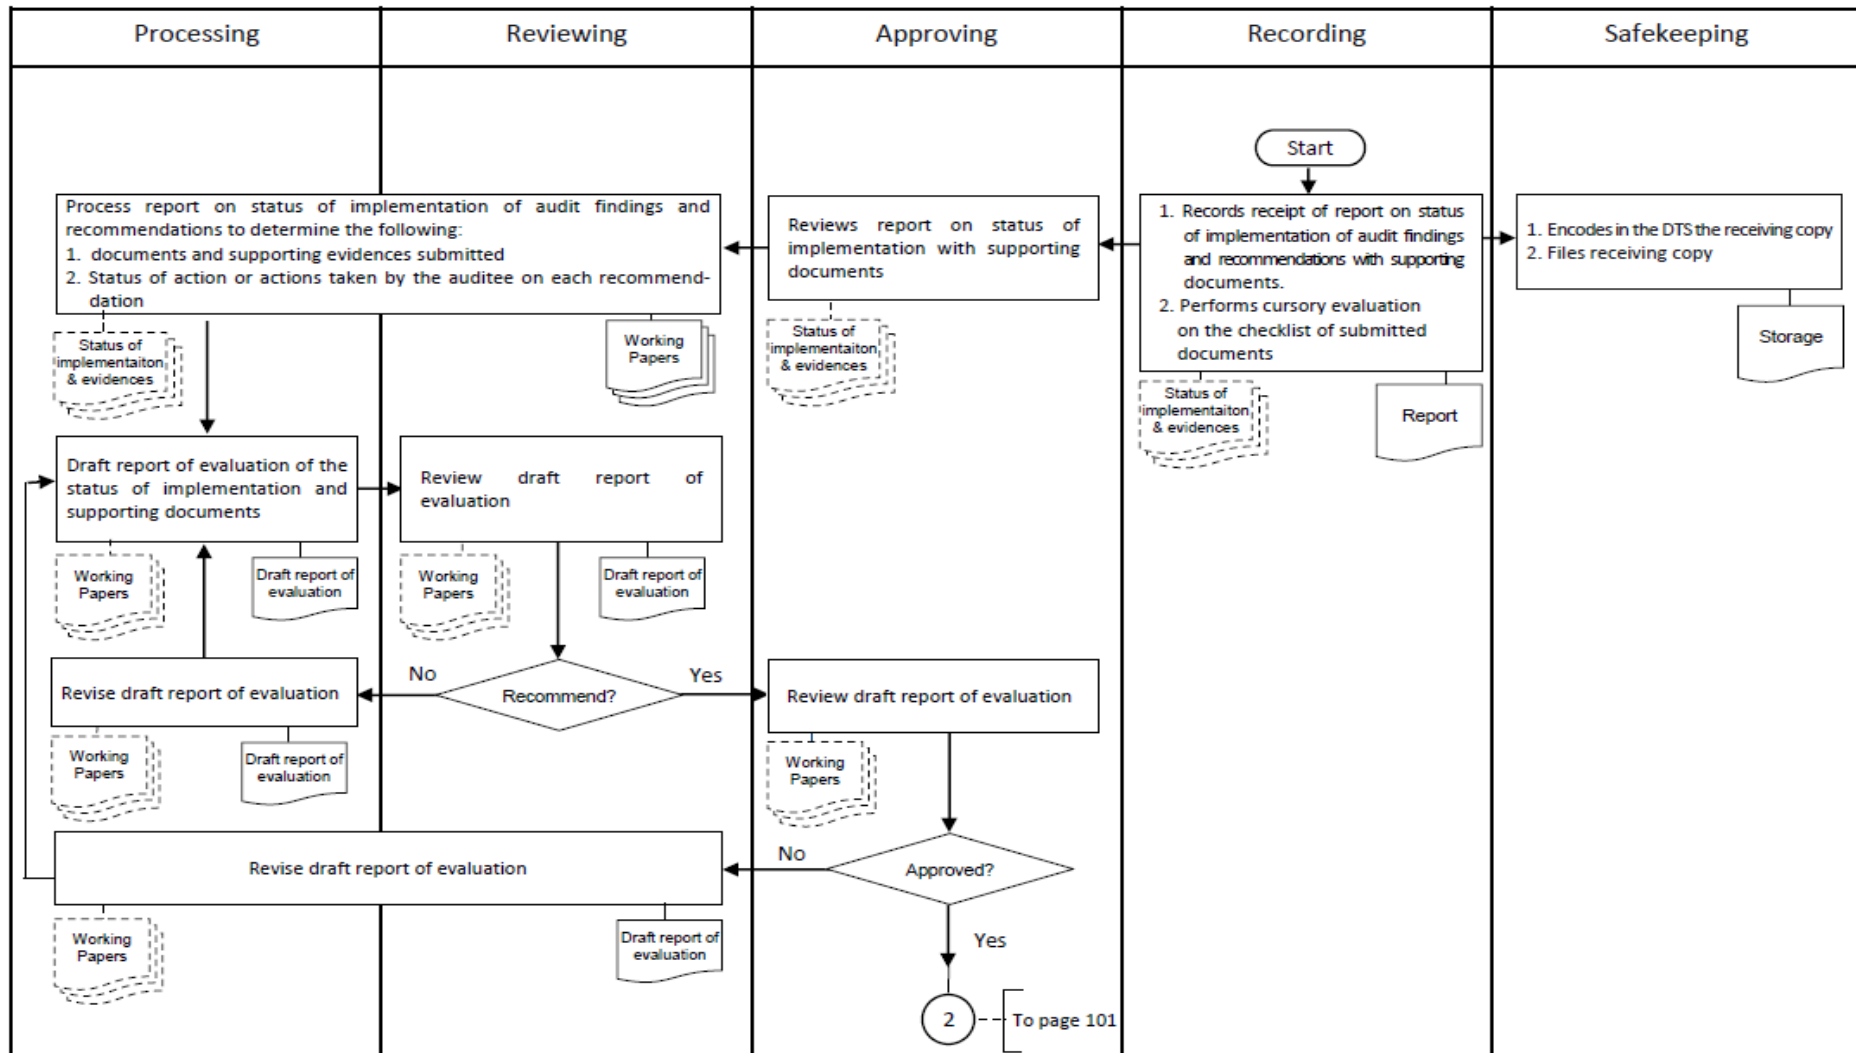 Processing
Reviewing
Approving
Recording
Safekeeping
Start
Process report on status of implementation of audit findings and
recommendations to determine the following:
1. documents and supporting evidences submitted
2. Status of action or actions taken by the auditee on each recommend-
dation
Status of
implementaiton
& evidences
Working
Papers
Reviews report on status of
implementation with supporting
documents
Status of
implementaiton
& evidences
1. Records receipt of report on status
of implementation of audit findings
and recommendations with supporting
documents.
2. Performs cursory evaluation
on the checklist of submitted
documents
Status of
implementaiton
& evidences
Report
1. Encodes in the DTS the receiving copy
2. Files receiving copy
Storage
Draft report of evaluation of the
status of implementation and
supporting documents
Working
Papers
Draft report of
evaluation
Review draft report of
evaluation
Working
Papers
Draft report of
evaluation
Revise draft report of evaluation
No
Recommend?
Yes
Review draft report of evaluation
Working
Papers
Draft report of
evaluation
Working
Papers
Revise draft report of evaluation
No
Approved?
Working
Papers
Draft report of
evaluation
Yes
2
To page 101